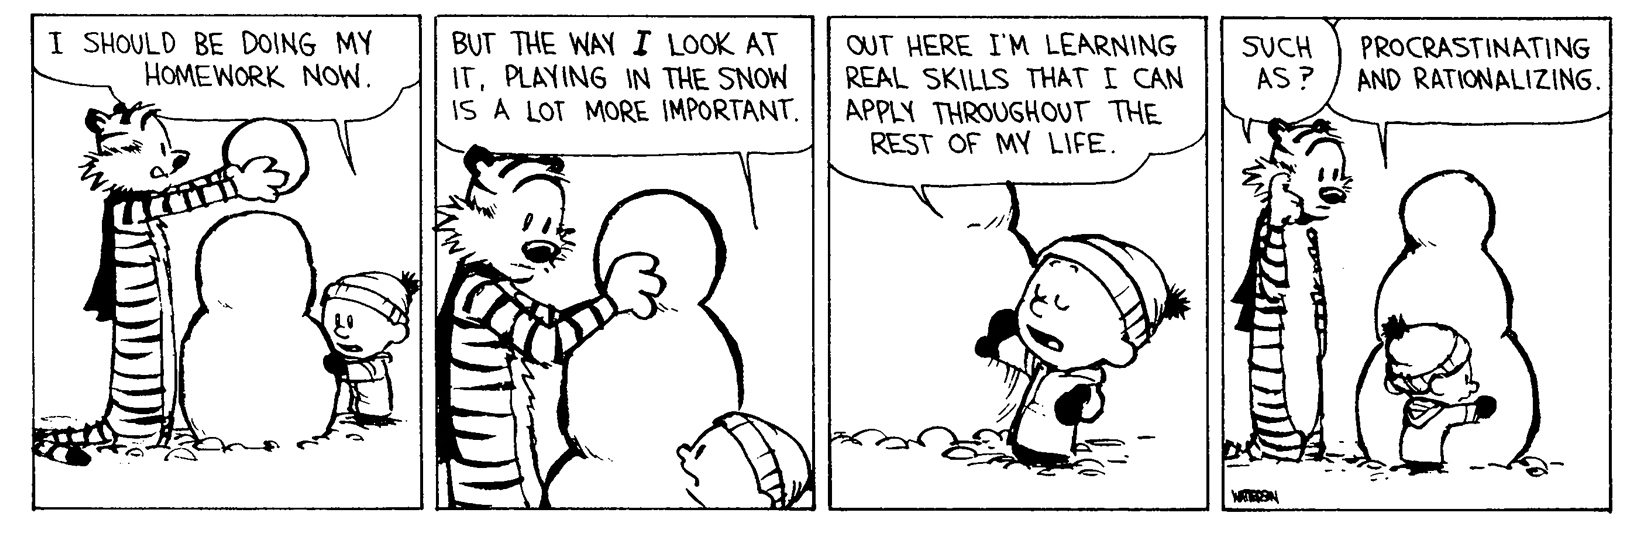 I SHOULD BE DOING MY
HOMEWORK NOW.
BUT THE WAY I LOOK AT
IT, PLAYING IN THE SNOW
IS A LOT MORE IMPORTANT.
OUT HERE I'M LEARNING
REAL SKILLS THAT I CAN
APPLY THROUGHOUT THE
REST OF MY LIFE.
SUCH
AS?
PROCRASTINATING
AND RATIONALIZING.
WATTERSON